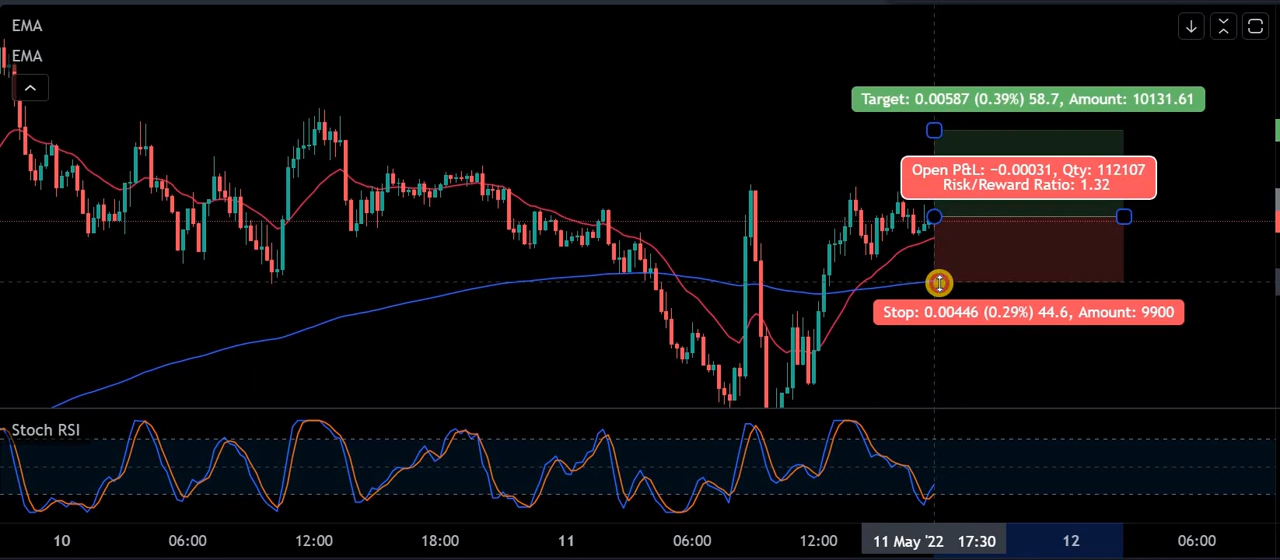 EMA
EMA
Target: 0.00587 (0.39%) 58.7, Amount: 10131.61
Open P&L: −0.00031, Qty: 112107
Risk/Reward Ratio: 1.32
Stop: 0.00446 (0.29%) 44.6, Amount: 9900
Stoch RSI
10 06:00 12:00 18:00 11 06:00 12:00 11 May '22 17:30 12 06:00